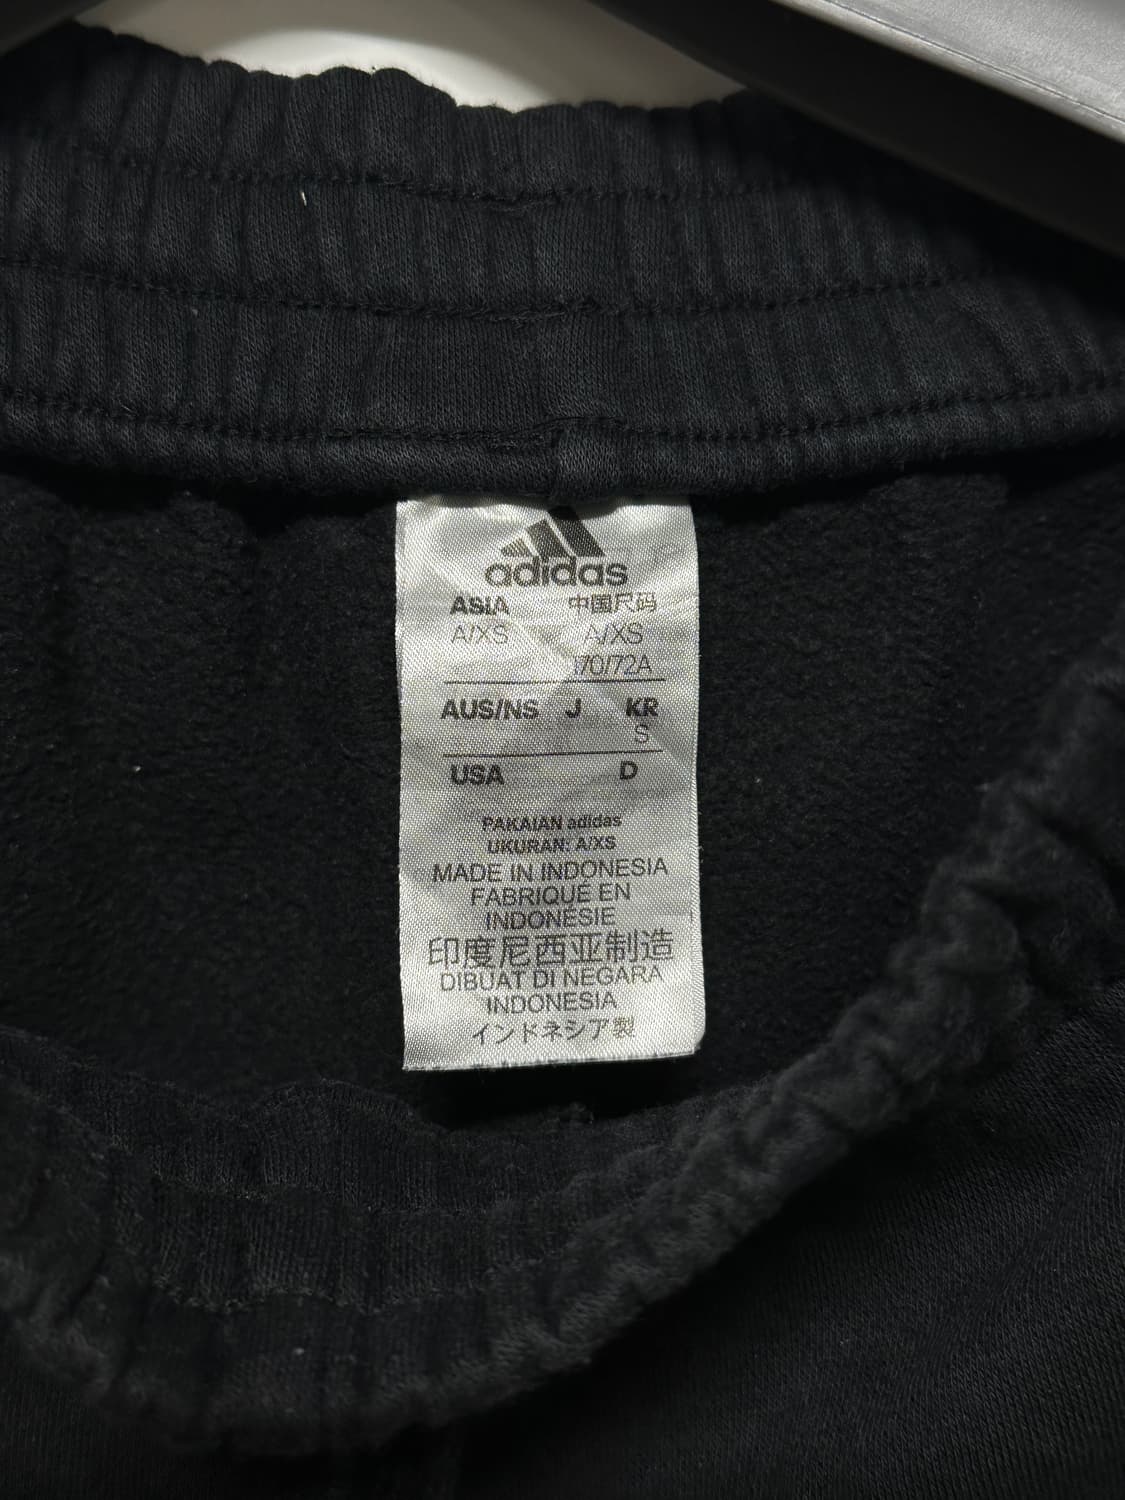 adidas
ASIA 中国尺码
A/XS A/XS
170/72A
AUS/NS J KR
S
USA D
PAKAIAN adidas
UKURAN: A/XS
MADE IN INDONESIA
FABRIQUÉ EN
INDONÉSIE
印度尼西亚制造
DIBUAT DI NEGARA
INDONESIA
インドネシア製